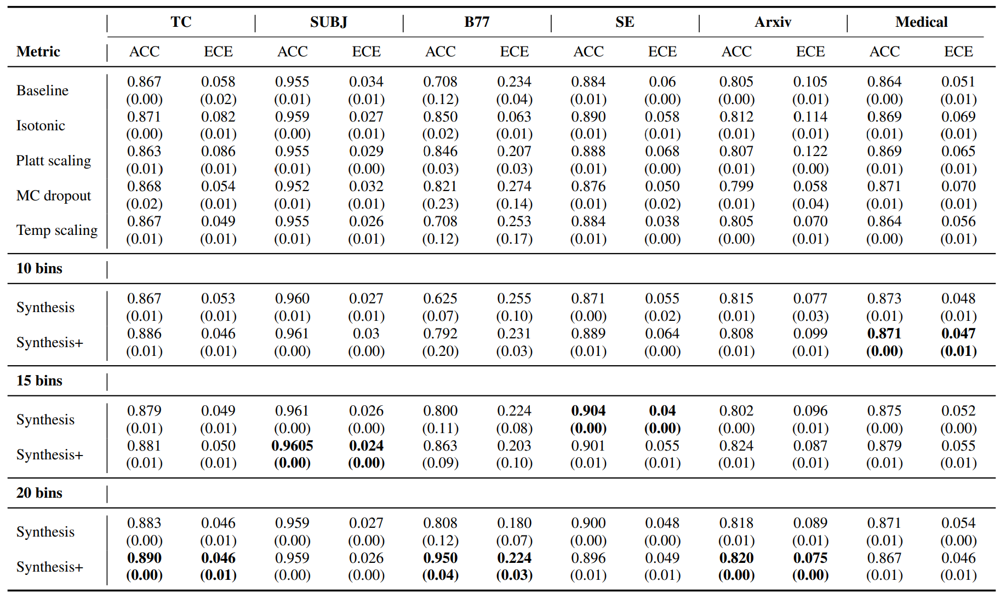 TC SUBJ B77 SE Arxiv Medical
Metric ACC ECE ACC ECE ACC ECE ACC ECE ACC ECE ACC ECE
Baseline 0.867 0.058 0.955 0.034 0.708 0.234 0.884 0.06 0.805 0.105 0.864 0.051
(0.00) (0.02) (0.01) (0.01) (0.12) (0.04) (0.01) (0.00) (0.00) (0.01) (0.00) (0.01)
Isotonic 0.871 0.082 0.959 0.027 0.850 0.063 0.890 0.058 0.812 0.114 0.869 0.069
(0.00) (0.01) (0.00) (0.01) (0.02) (0.01) (0.01) (0.01) (0.01) (0.01) (0.01) (0.01)
Platt scaling 0.863 0.086 0.955 0.029 0.846 0.207 0.888 0.068 0.807 0.122 0.869 0.065
(0.01) (0.01) (0.01) (0.00) (0.03) (0.03) (0.01) (0.00) (0.01) (0.00) (0.01) (0.01)
MC dropout 0.868 0.054 0.952 0.032 0.821 0.274 0.876 0.050 0.799 0.058 0.871 0.070
(0.02) (0.01) (0.01) (0.01) (0.23) (0.14) (0.01) (0.02) (0.01) (0.04) (0.01) (0.01)
Temp scaling 0.867 0.049 0.955 0.026 0.708 0.253 0.884 0.038 0.805 0.070 0.864 0.056
(0.01) (0.01) (0.01) (0.01) (0.12) (0.17) (0.01) (0.00) (0.00) (0.01) (0.00) (0.01)
10 bins
Synthesis 0.867 0.053 0.960 0.027 0.625 0.255 0.871 0.055 0.815 0.077 0.873 0.048
(0.01) (0.01) (0.01) (0.01) (0.07) (0.10) (0.00) (0.02) (0.01) (0.03) (0.01) (0.01)
Synthesis+ 0.886 0.046 0.961 0.03 0.792 0.231 0.889 0.064 0.808 0.099 0.871 0.047
(0.01) (0.01) (0.00) (0.00) (0.20) (0.03) (0.01) (0.00) (0.01) (0.01) (0.00) (0.01)
15 bins
Synthesis 0.879 0.049 0.961 0.026 0.800 0.224 0.904 0.04 0.802 0.096 0.875 0.052
(0.01) (0.01) (0.00) (0.00) (0.11) (0.08) (0.00) (0.00) (0.00) (0.01) (0.00) (0.00)
Synthesis+ 0.881 0.050 0.9605 0.024 0.863 0.203 0.901 0.055 0.824 0.087 0.879 0.055
(0.01) (0.01) (0.00) (0.00) (0.09) (0.10) (0.01) (0.01) (0.01) (0.01) (0.01) (0.01)
20 bins
Synthesis 0.883 0.046 0.959 0.027 0.808 0.180 0.900 0.048 0.818 0.089 0.871 0.054
(0.00) (0.01) (0.00) (0.00) (0.12) (0.07) (0.00) (0.00) (0.01) (0.01) (0.01) (0.00)
Synthesis+ 0.890 0.046 0.959 0.026 0.950 0.224 0.896 0.049 0.820 0.075 0.867 0.046
(0.00) (0.01) (0.00) (0.00) (0.04) (0.03) (0.01) (0.01) (0.00) (0.00) (0.01) (0.01)